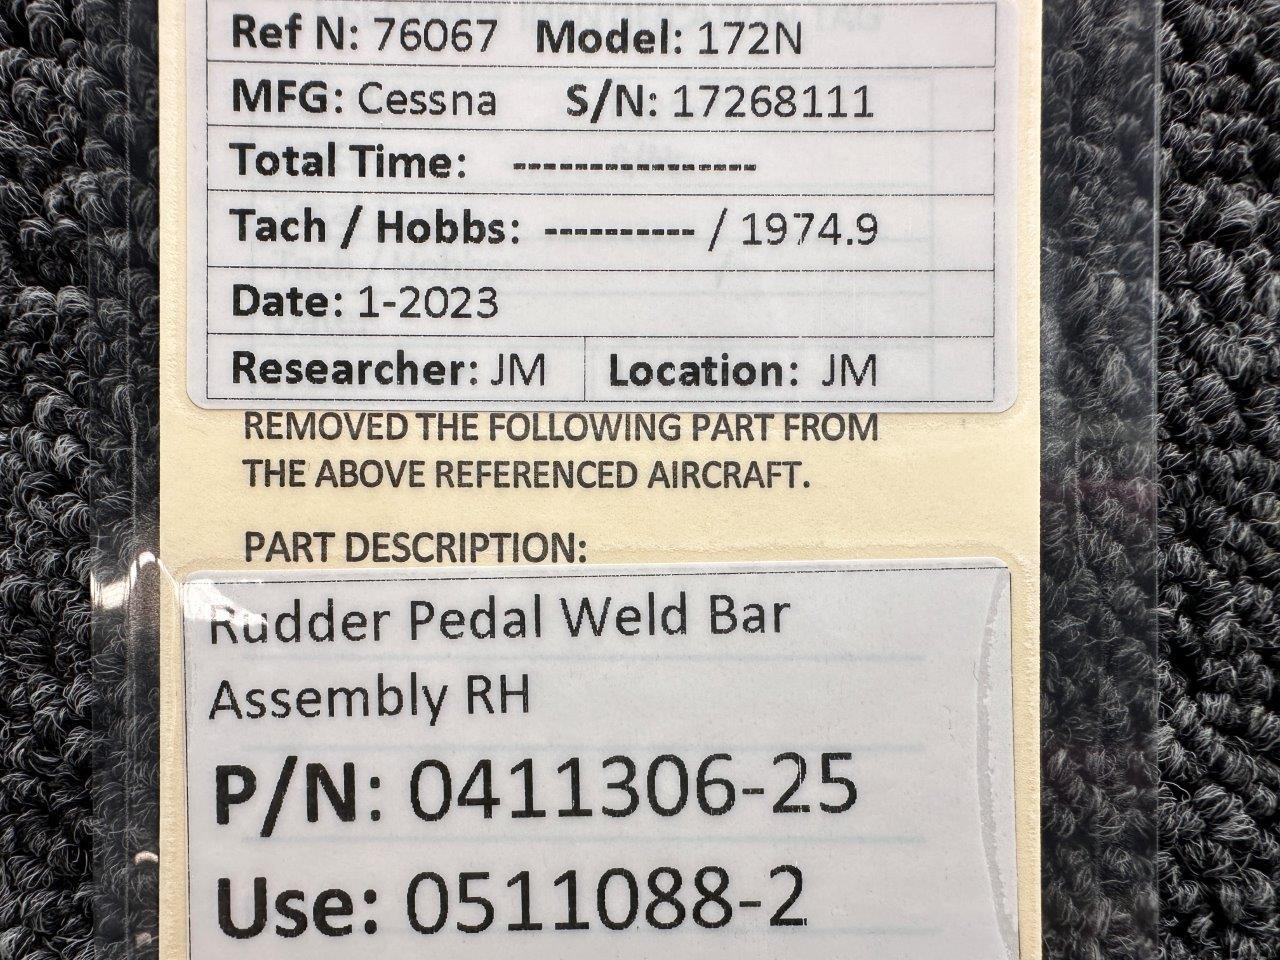 Ref N: 76067 Model: 172N
MFG: Cessna S/N: 17268111
Total Time: ----------------
Tach / Hobbs: ---------- / 1974.9
Date: 1-2023
Researcher: JM Location: JM
REMOVED THE FOLLOWING PART FROM
THE ABOVE REFERENCED AIRCRAFT.
PART DESCRIPTION:
Rudder Pedal Weld Bar
Assembly RH
P/N: 0411306-25
Use: 0511088-2